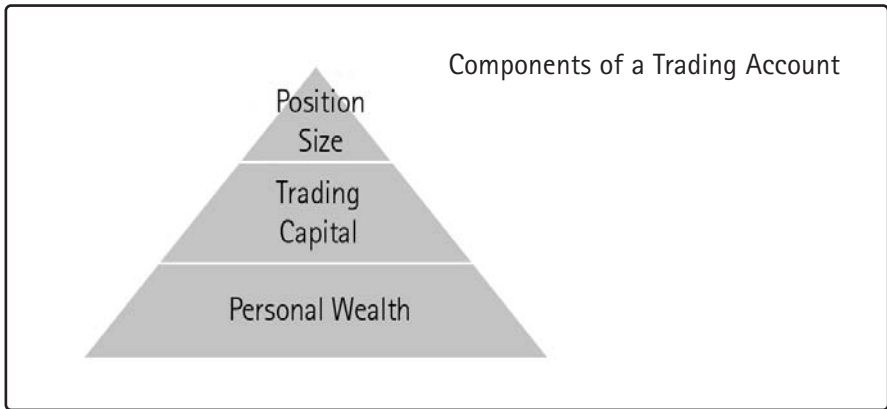 Components of a Trading Account
Position
Size
Trading
Capital
Personal Wealth